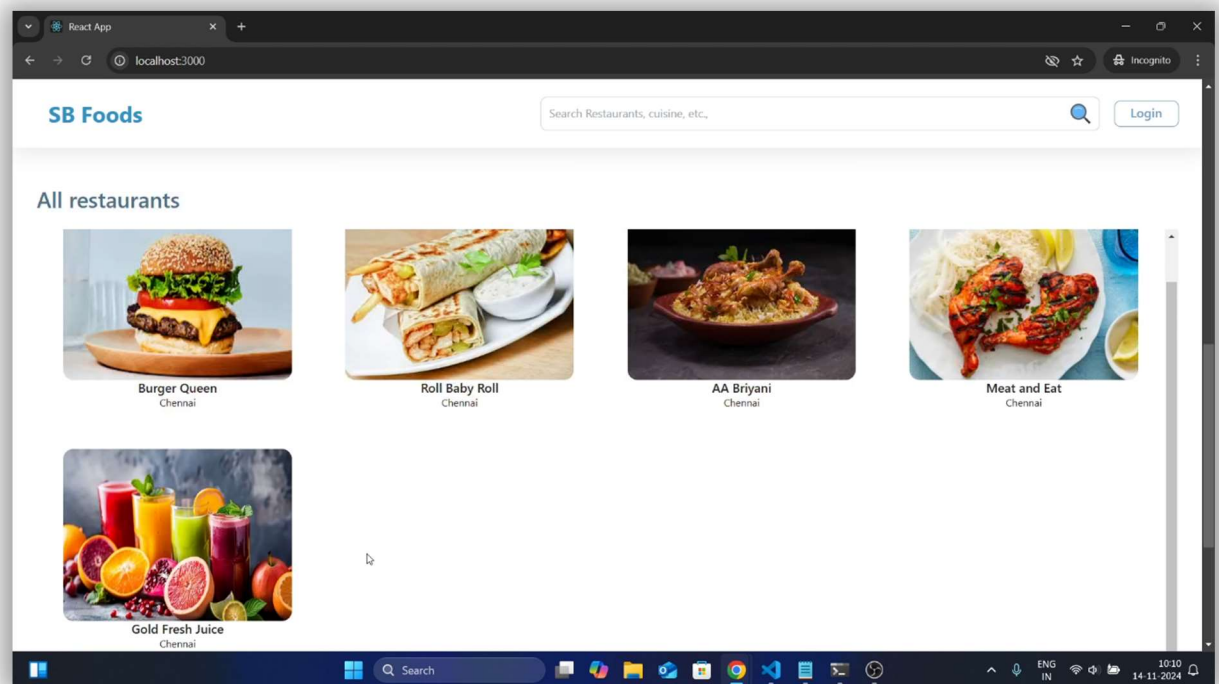 React App
localhost:3000
Incognito
SB Foods
Search Restaurants, cuisine, etc.,
Login
All restaurants
Burger Queen
Chennai
Roll Baby Roll
Chennai
AA Briyani
Chennai
Meat and Eat
Chennai
Gold Fresh Juice
Chennai
Search
ENG
IN
10:10
14-11-2024